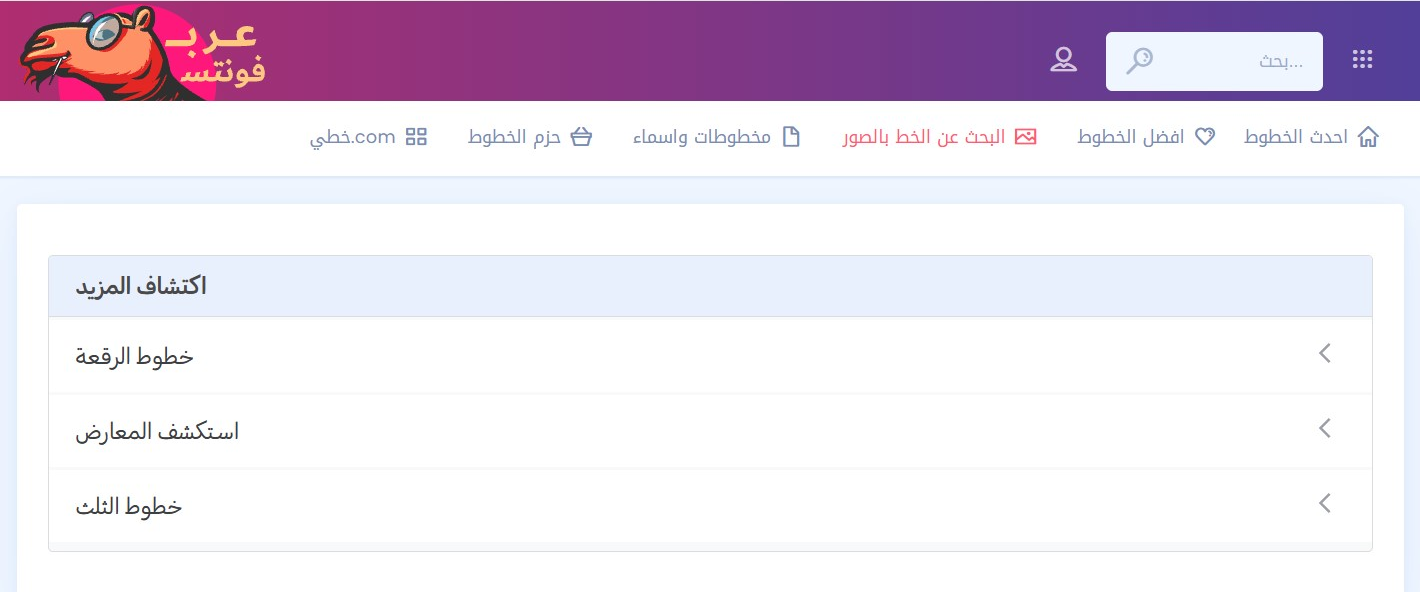 عرب
فونتس
بحث...
احدث الخطوط
افضل الخطوط
البحث عن الخط بالصور
مخطوطات واسماء
حزم الخطوط
خطي.com
اكتشاف المزيد
خطوط الرقعة
استكشف المعارض
خطوط الثلث